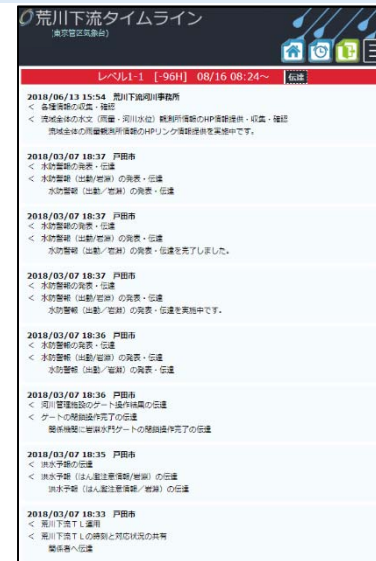 荒川下流タイムライン
(東京管区気象台)
レベル1-1 [-96H] 08/16 08:24～ 伝達
2018/06/13 15:54 荒川下流河川事務所
＜ 各種情報の収集・確認
＜ 流域全体の水文（雨量・河川水位）観測所情報のHP情報提供・収集・確認
流域全体の雨量観測所情報のHPリンク情報提供を実施中です。
2018/03/07 18:37 戸田市
＜ 水防警報の発表・伝達
＜ 水防警報（出動/岩淵）の発表・伝達
水防警報（出動／岩淵）の発表・伝達
2018/03/07 18:37 戸田市
＜ 水防警報の発表・伝達
＜ 水防警報（出動/岩淵）の発表・伝達
水防警報（出動／岩淵）の発表・伝達を完了しました。
2018/03/07 18:37 戸田市
＜ 水防警報の発表・伝達
＜ 水防警報（出動/岩淵）の発表・伝達
水防警報（出動／岩淵）の発表・伝達を実施中です。
2018/03/07 18:36 戸田市
＜ 水防警報の発表・伝達
＜ 水防警報（出動/岩淵）の発表・伝達
水防警報（出動／岩淵）の発表・伝達
2018/03/07 18:36 戸田市
＜ 河川管理施設のゲート操作結果の伝達
＜ ゲートの閉鎖操作完了の伝達
関係機関に岩淵水門ゲートの閉鎖操作完了の伝達
2018/03/07 18:35 戸田市
＜ 洪水予報の伝達
＜ 洪水予報（はん濫注意情報/岩淵）の伝達
洪水予報（はん濫注意情報／岩淵）の伝達
2018/03/07 18:33 戸田市
＜ 荒川下流ＴＬ運用
＜ 荒川下流ＴＬの時刻と対応状況の共有
関係者へ伝達